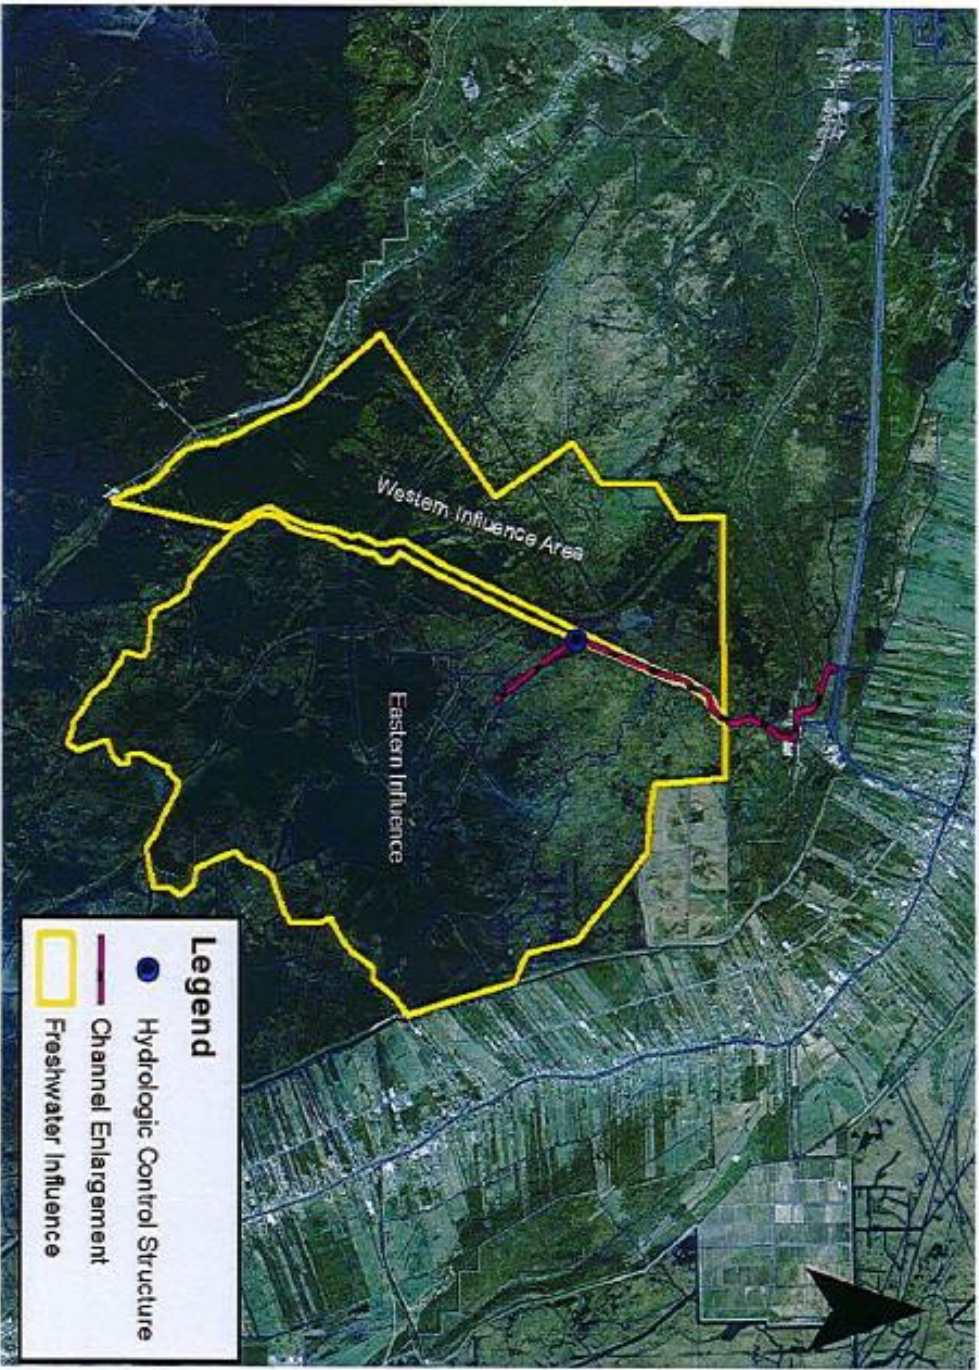 Western Influence Area
Eastern Influence
Legend
Hydrologic Control Structure
Channel Enlargement
Freshwater Influence